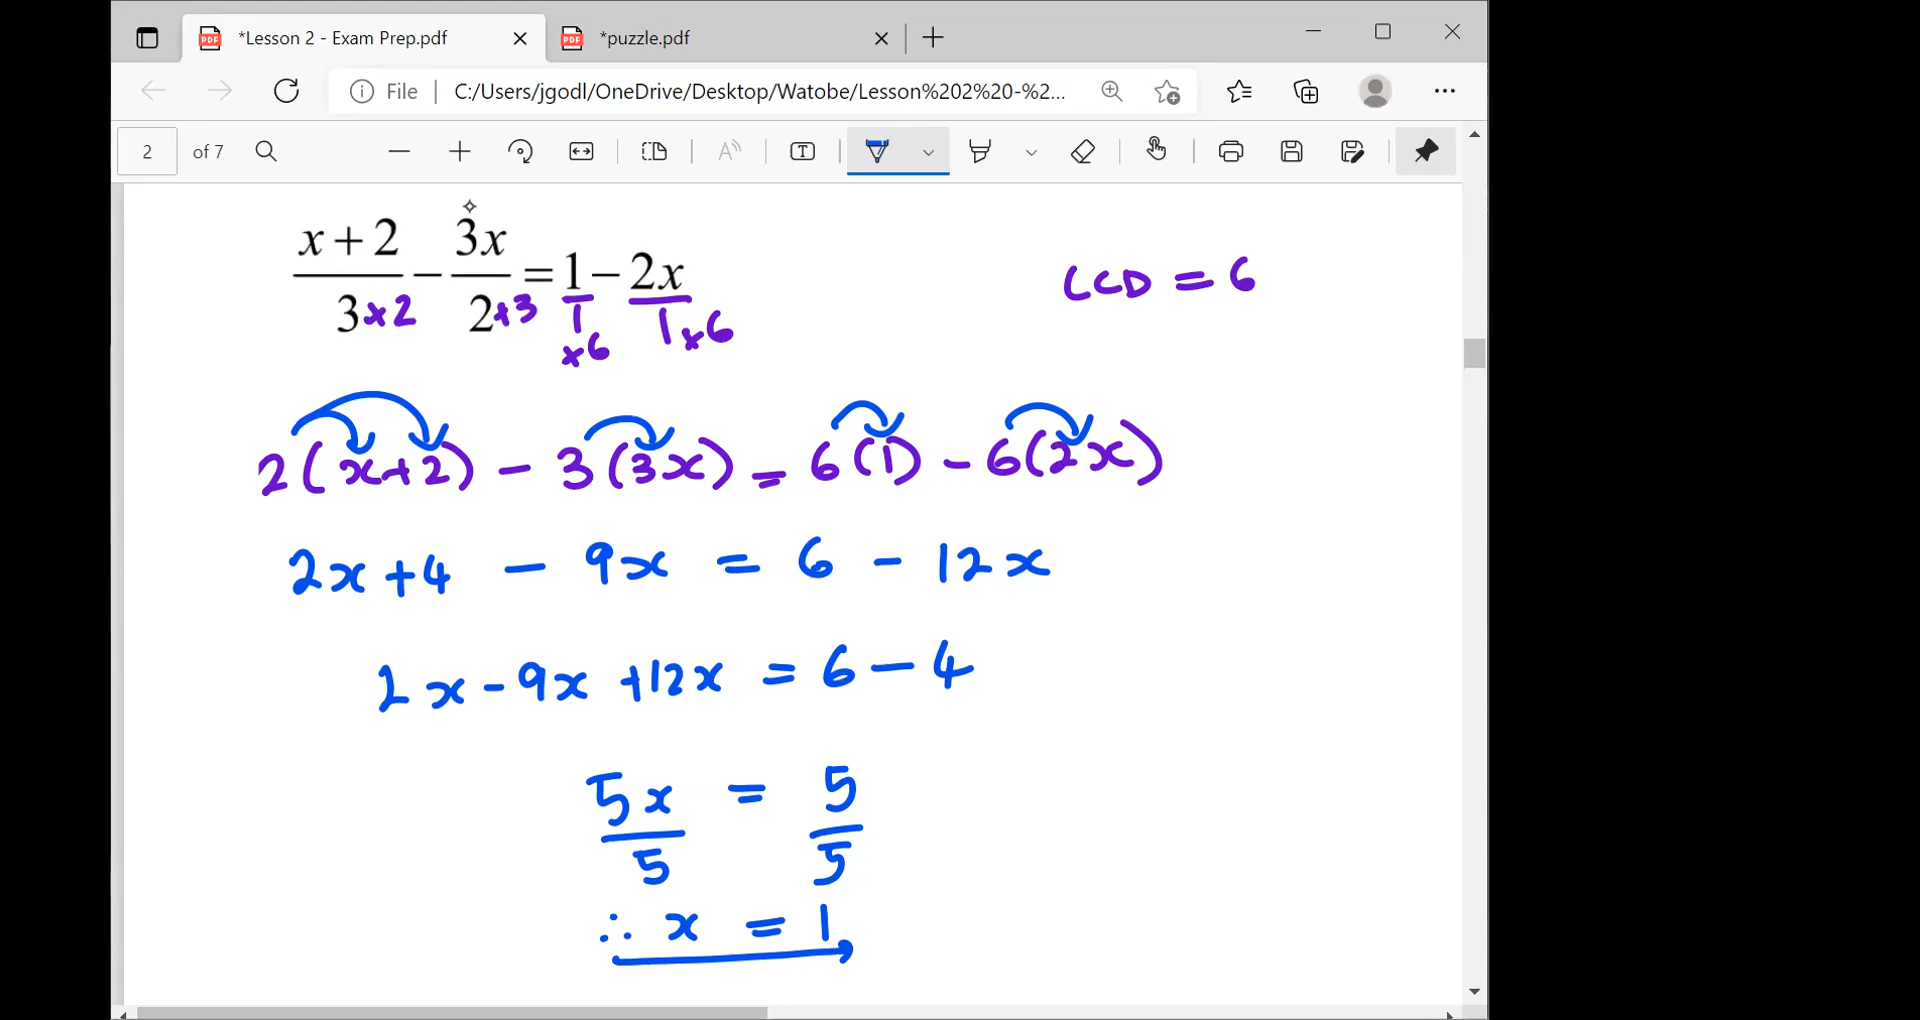 *Lesson 2 - Exam Prep.pdf
*puzzle.pdf
File | C:/Users/jgodl/OneDrive/Desktop/Watobe/Lesson%202%20-%2...
2 of 7
(x+2)/3 - 3x/2 = 1 - 2x
×2 ×3 1 ×6 1 ×6
LCD = 6
2(x+2) - 3(3x) = 6(1) - 6(2x)
2x+4 - 9x = 6 - 12x
2x-9x+12x = 6-4
5x/5 = 5/5
∴ x = 1